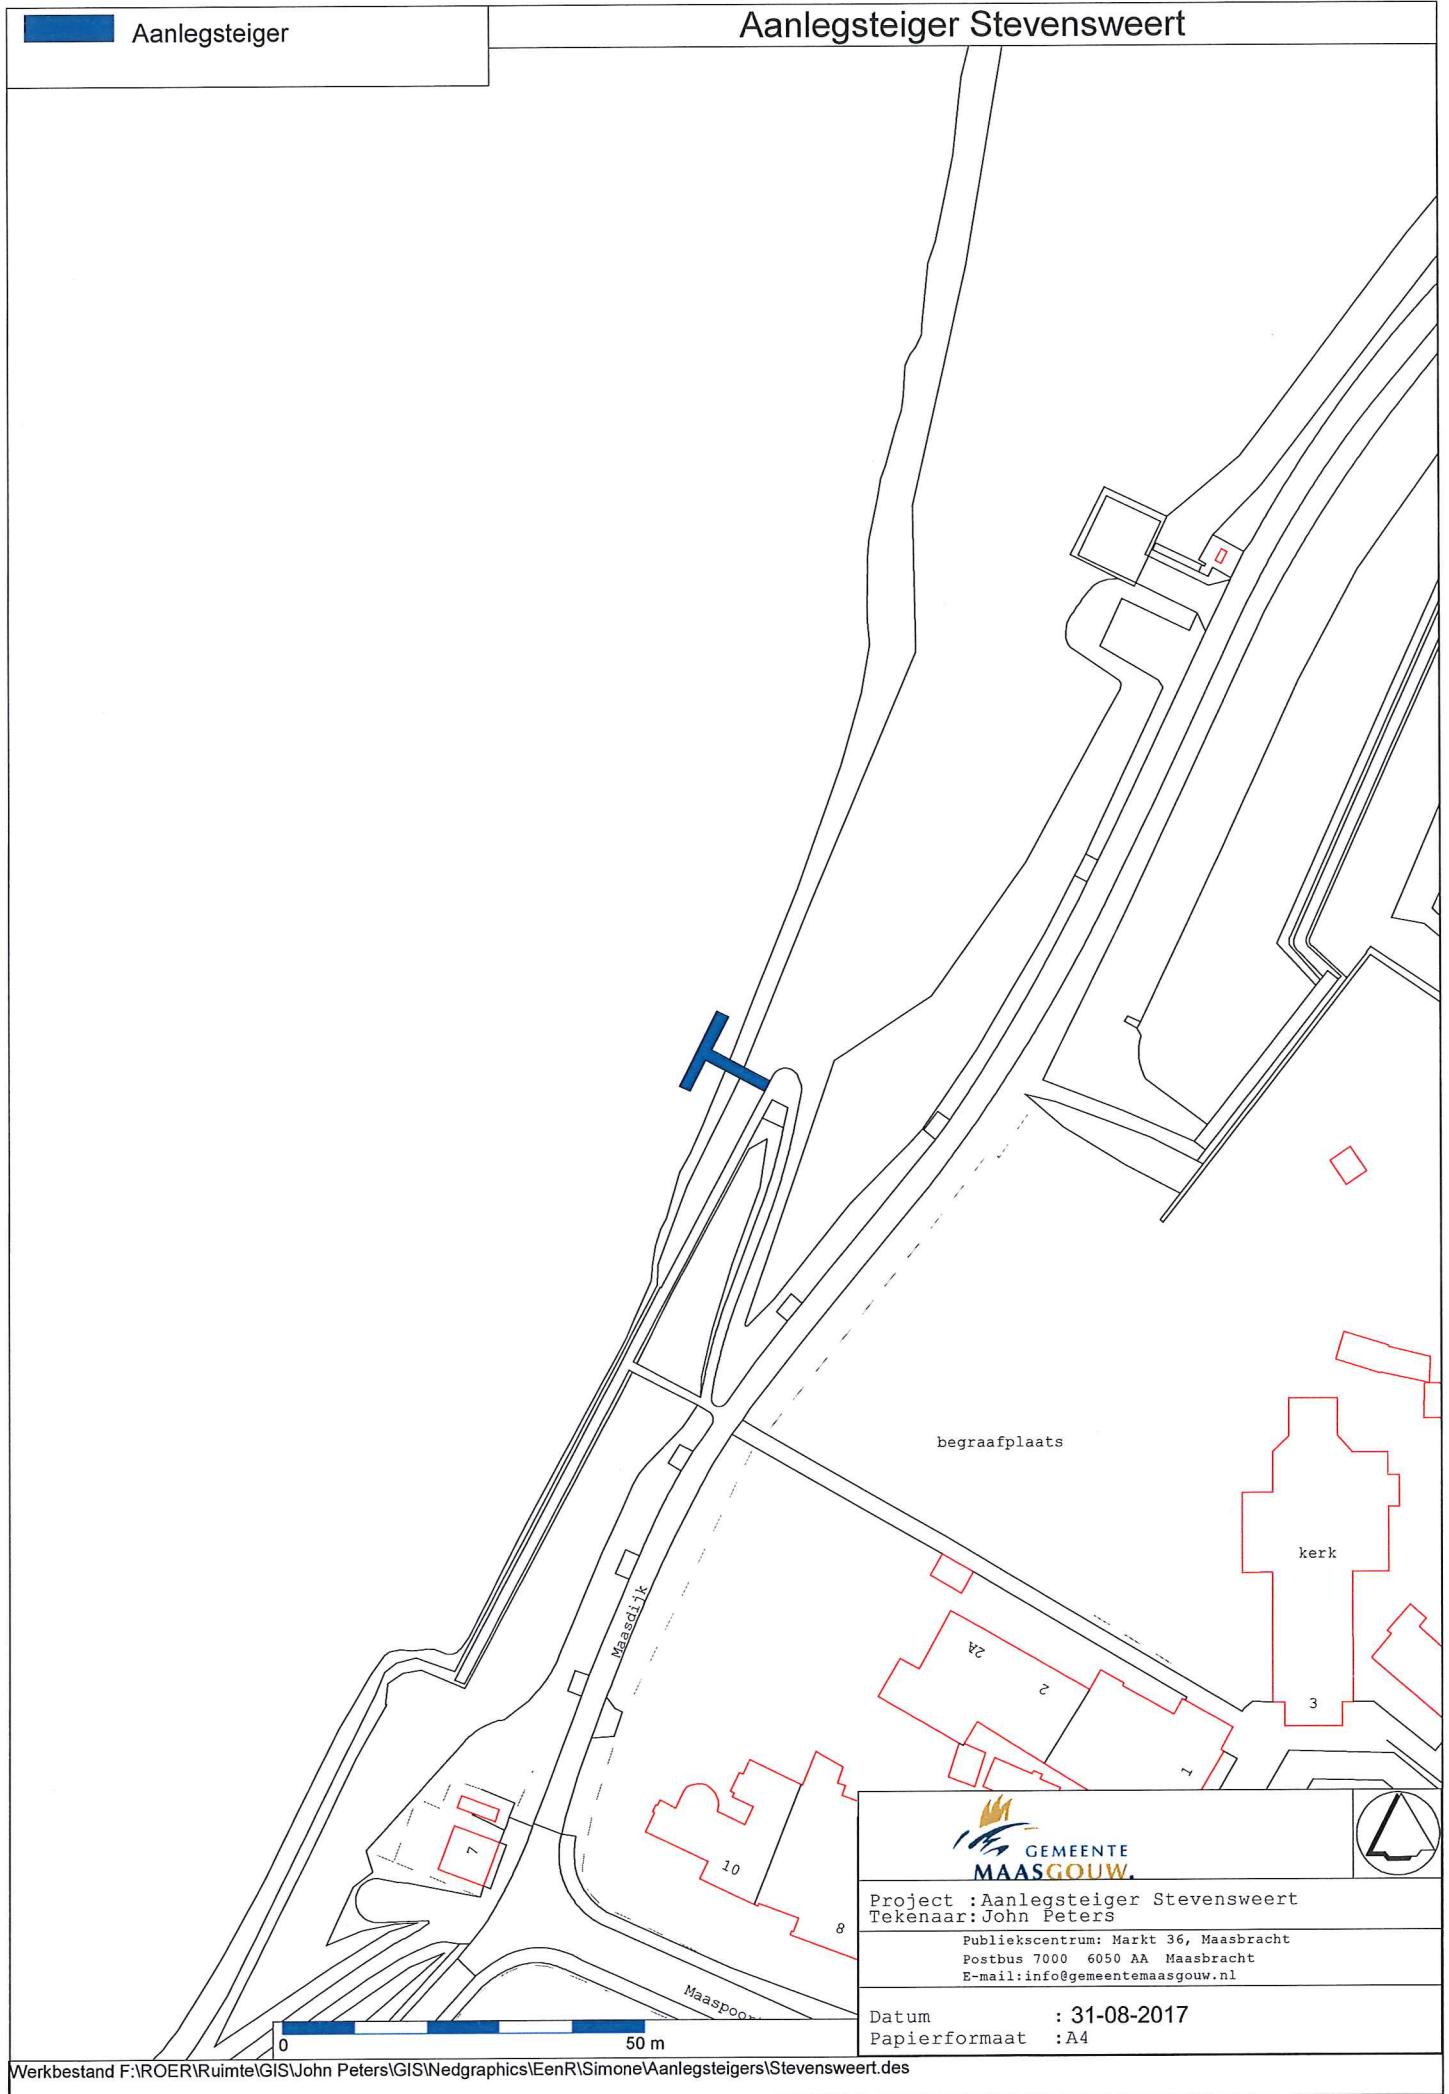 Aanlegsteiger
Aanlegsteiger Stevensweert
begraafplaats
kerk
Maasdijk
2A
2
3
1
7
10
8
GEMEENTE
MAASGOUW.
Project : Aanlegsteiger Stevensweert
Tekenaar: John Peters
Publiekscentrum: Markt 36, Maasbracht
Postbus 7000 6050 AA Maasbracht
E-mail:info@gemeentemaasgouw.nl
Maaspoor
Datum : 31-08-2017
Papierformaat :A4
0 50 m
Werkbestand F:\ROER\Ruimte\GIS\John Peters\GIS\Nedgraphics\EenR\Simone\Aanlegsteigers\Stevensweert.des